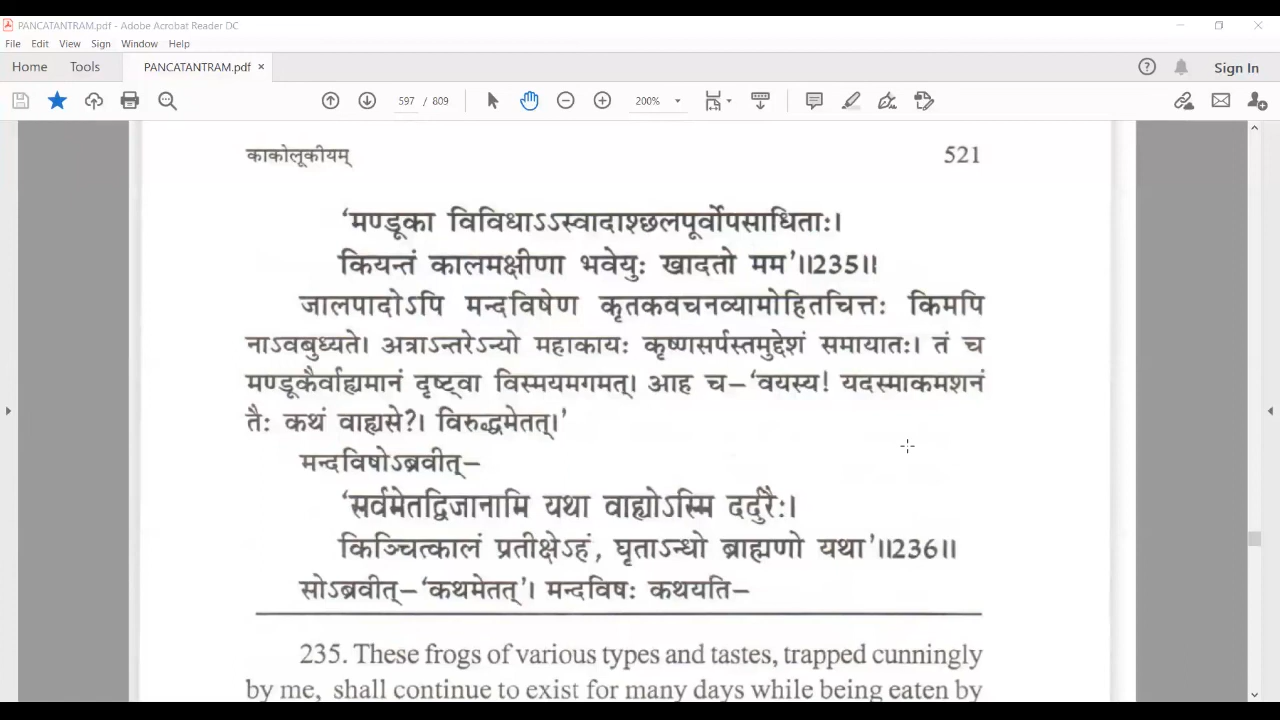 PANCATANTRAM.pdf - Adobe Acrobat Reader DC
File Edit View Sign Window Help
Home Tools PANCATANTRAM.pdf ×
597 / 809 200% Sign In
काकोलूकीयम् 521
‘मण्डूका विविधाऽऽस्वादाश्छलपूर्वोपसाधिताः।
कियन्तं कालमक्षीणा भवेयुः खादतो मम’॥235॥
जालपादोऽपि मन्दविषेण कृतकवचनव्यामोहितचित्तः किमपि
नाऽवबुध्यते। अत्राऽन्तरेऽन्यो महाकायः कृष्णसर्पस्तमुद्देशं समायातः। तं च
मण्डूकैर्वाह्यमानं दृष्ट्वा विस्मयमगमत्। आह च–‘वयस्य! यदस्माकमशनं
तैः कथं वाह्यसे?। विरुद्धमेतत्।’
मन्दविषोऽब्रवीत्–
‘सर्वमेतद्विजानामि यथा वाह्योऽस्मि दर्दुरैः।
किञ्चित्कालं प्रतीक्षेऽहं, घृताऽन्धो ब्राह्मणो यथा’॥236॥
सोऽब्रवीत्–‘कथमेतत्’। मन्दविषः कथयति–
235. These frogs of various types and tastes, trapped cunningly
by me, shall continue to exist for many days while being eaten by